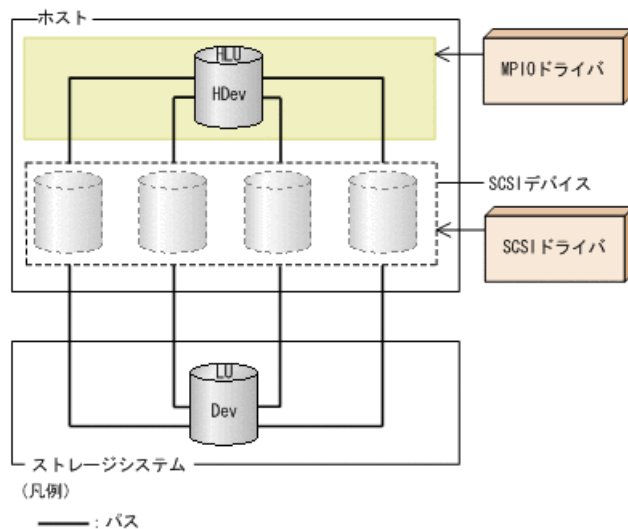 ホスト
HLU
HDev
MPIOドライバ
SCSIデバイス
SCSIドライバ
LU
Dev
ストレージシステム
(凡例)
: パス